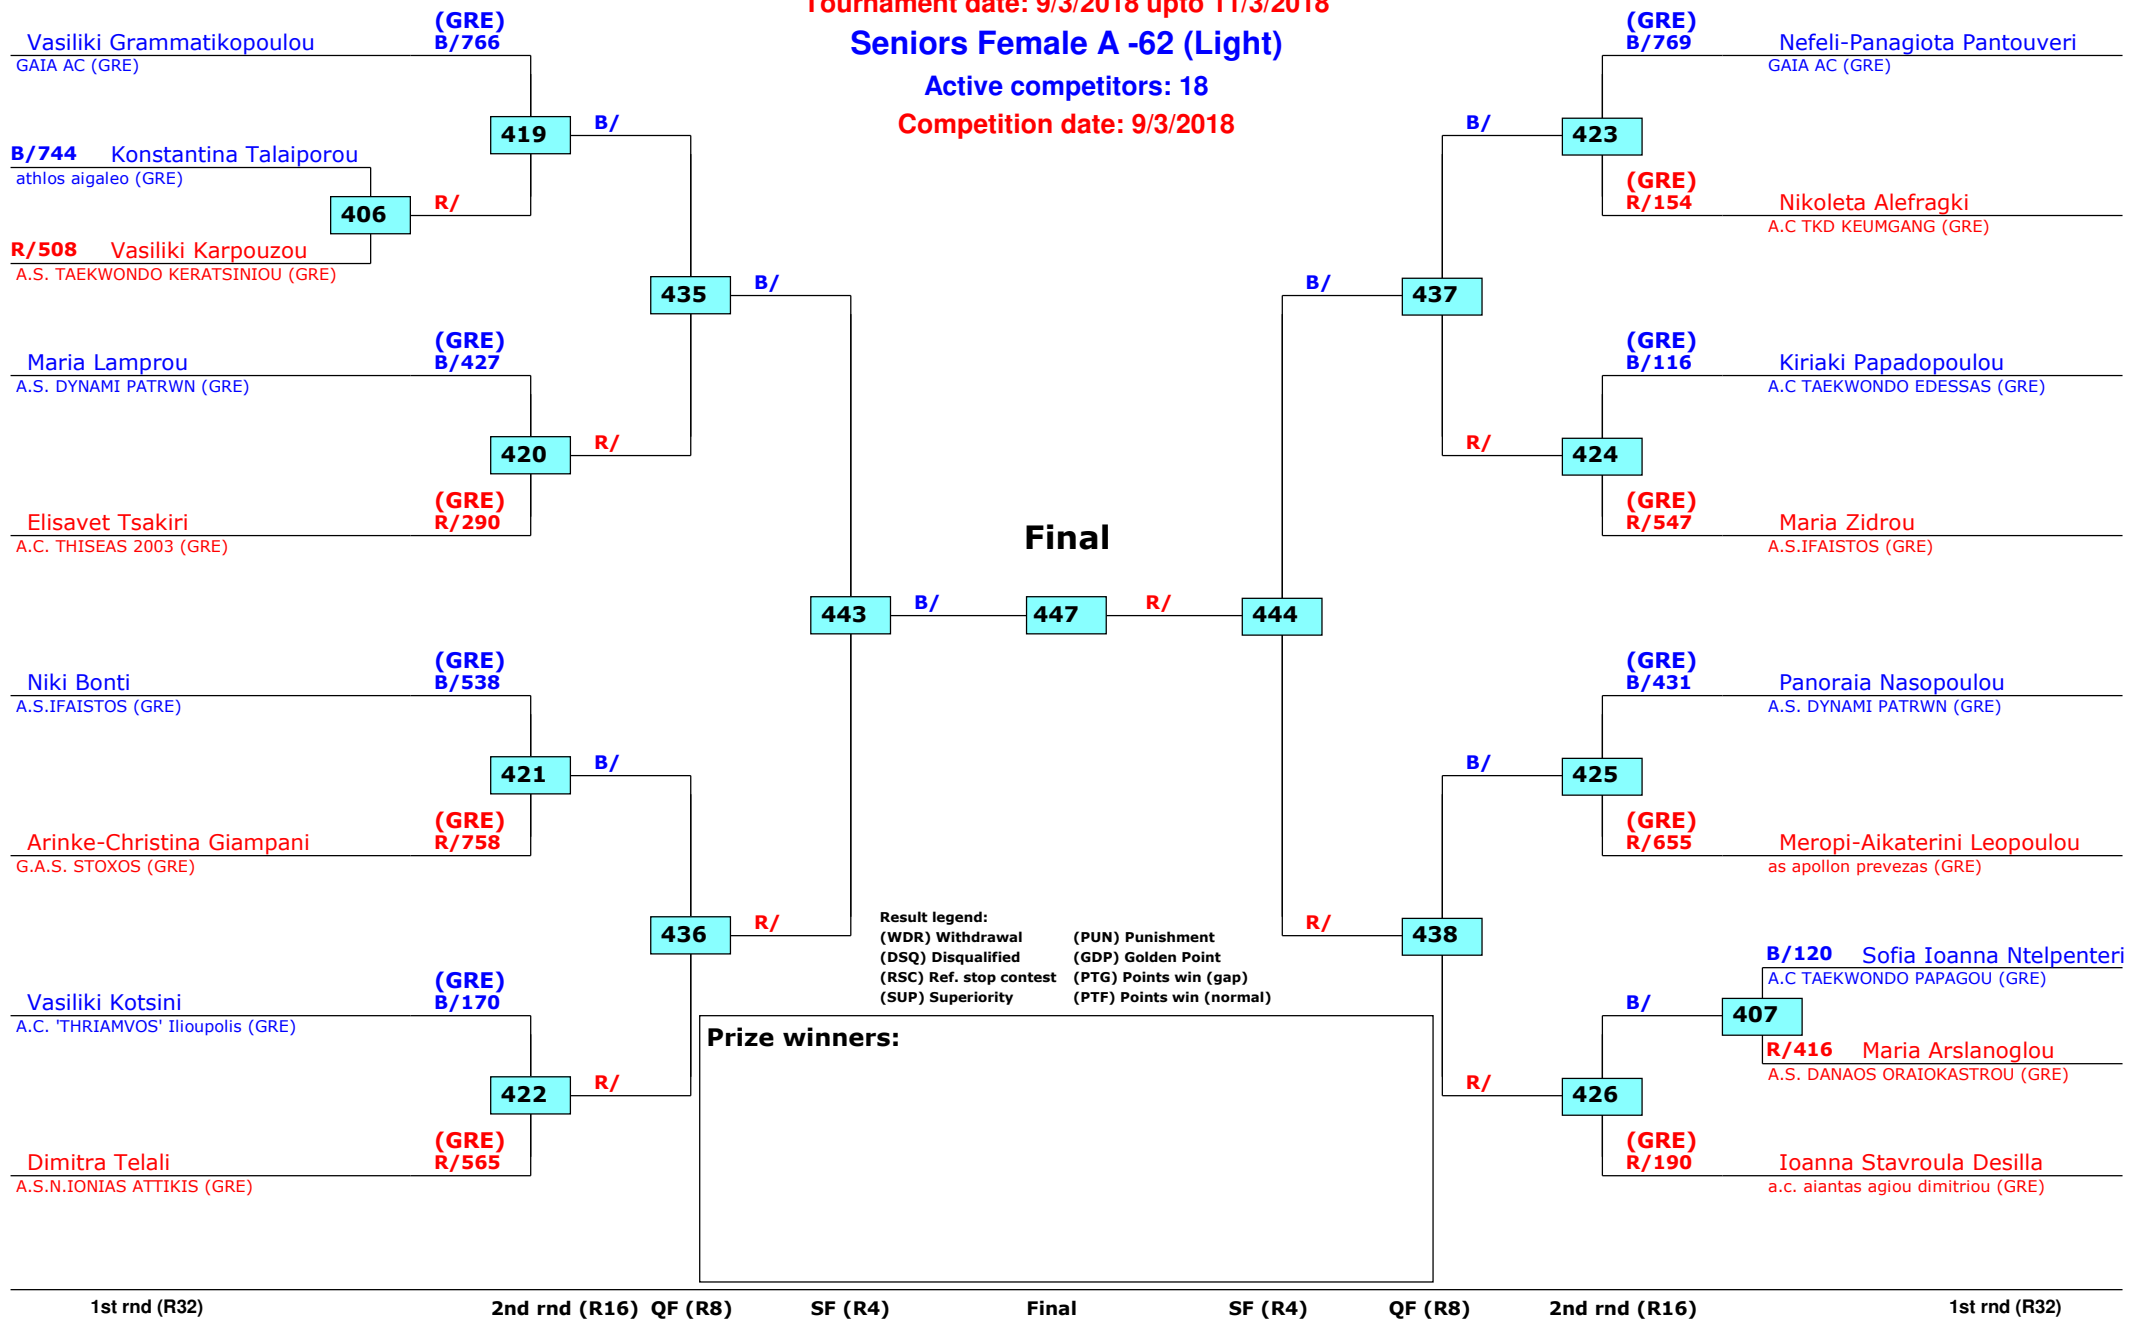 Tournament date: 9/3/2018 upto 11/3/2018
Seniors Female A -62 (Light)
Active competitors: 18
Competition date: 9/3/2018
(GRE)
Vasiliki Grammatikopoulou B/766
GAIA AC (GRE)
419 B/
B/744 Konstantina Talaiporou
athlos aigaleo (GRE)
406 R/
R/508 Vasiliki Karpouzou
A.S. TAEKWONDO KERATSINIOU (GRE)
435 B/
(GRE)
Maria Lamprou B/427
A.S. DYNAMI PATRWN (GRE)
420 R/
(GRE)
Elisavet Tsakiri R/290
A.C. THISEAS 2003 (GRE)
443 B/
(GRE)
Niki Bonti B/538
A.S.IFAISTOS (GRE)
421 B/
(GRE)
Arinke-Christina Giampani R/758
G.A.S. STOXOS (GRE)
436 R/
(GRE)
Vasiliki Kotsini B/170
A.C. 'THRIAMVOS' Ilioupolis (GRE)
422 R/
(GRE)
Dimitra Telali R/565
A.S.N.IONIAS ATTIKIS (GRE)
Final
447
R/ 444
(GRE)
B/769 Nefeli-Panagiota Pantouveri
GAIA AC (GRE)
B/ 423
(GRE)
R/154 Nikoleta Alefragki
A.C TKD KEUMGANG (GRE)
B/ 437
(GRE)
B/116 Kiriaki Papadopoulou
A.C TAEKWONDO EDESSAS (GRE)
R/ 424
(GRE)
R/547 Maria Zidrou
A.S.IFAISTOS (GRE)
(GRE)
B/431 Panoraia Nasopoulou
A.S. DYNAMI PATRWN (GRE)
B/ 425
(GRE)
R/655 Meropi-Aikaterini Leopoulou
as apollon prevezas (GRE)
R/ 438
B/120 Sofia Ioanna Ntelpenteri
A.C TAEKWONDO PAPAGOU (GRE)
B/ 407
R/416 Maria Arslanoglou
A.S. DANAOS ORAIOKASTROU (GRE)
R/ 426
(GRE)
R/190 Ioanna Stavroula Desilla
a.c. aiantas agiou dimitriou (GRE)
Result legend:
(WDR) Withdrawal (PUN) Punishment
(DSQ) Disqualified (GDP) Golden Point
(RSC) Ref. stop contest (PTG) Points win (gap)
(SUP) Superiority (PTF) Points win (normal)
Prize winners:
1st rnd (R32) 2nd rnd (R16) QF (R8) SF (R4) Final SF (R4) QF (R8) 2nd rnd (R16) 1st rnd (R32)